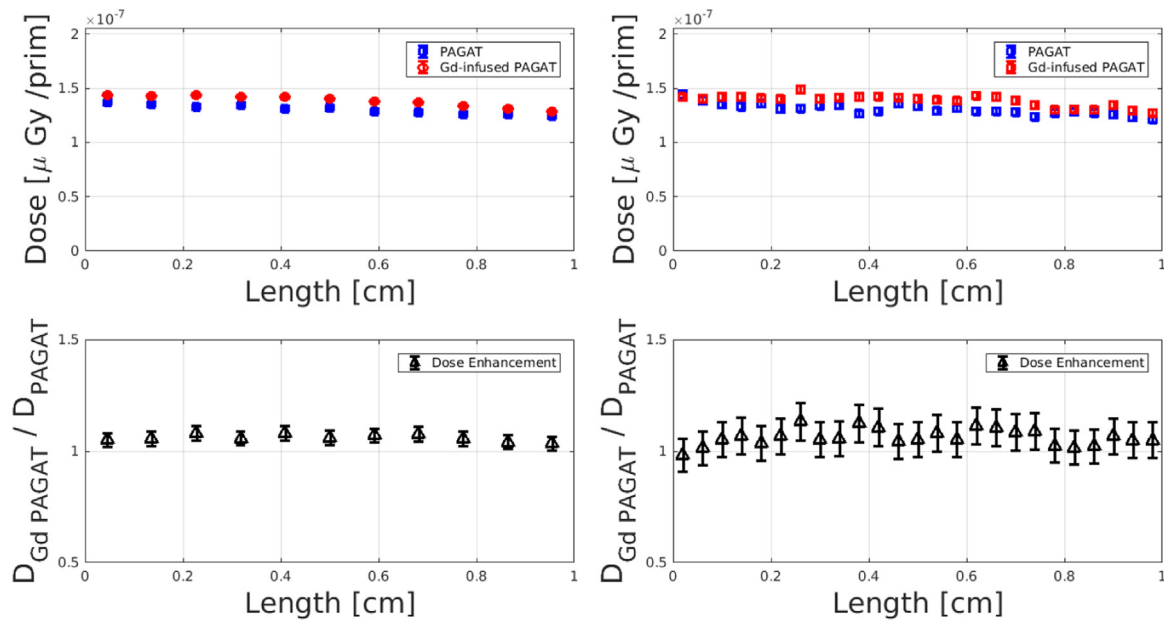 ×10⁻⁷
2
1.5
1
0.5
0
Dose [μ Gy /prim]
PAGAT
Gd-infused PAGAT
0 0.2 0.4 0.6 0.8 1
Length [cm]
×10⁻⁷
2
1.5
1
0.5
0
Dose [μ Gy /prim]
PAGAT
Gd-infused PAGAT
0 0.2 0.4 0.6 0.8 1
Length [cm]
1.5
1
0.5
D_Gd PAGAT / D_PAGAT
Dose Enhancement
0 0.2 0.4 0.6 0.8 1
Length [cm]
1.5
1
0.5
D_Gd PAGAT / D_PAGAT
Dose Enhancement
0 0.2 0.4 0.6 0.8 1
Length [cm]